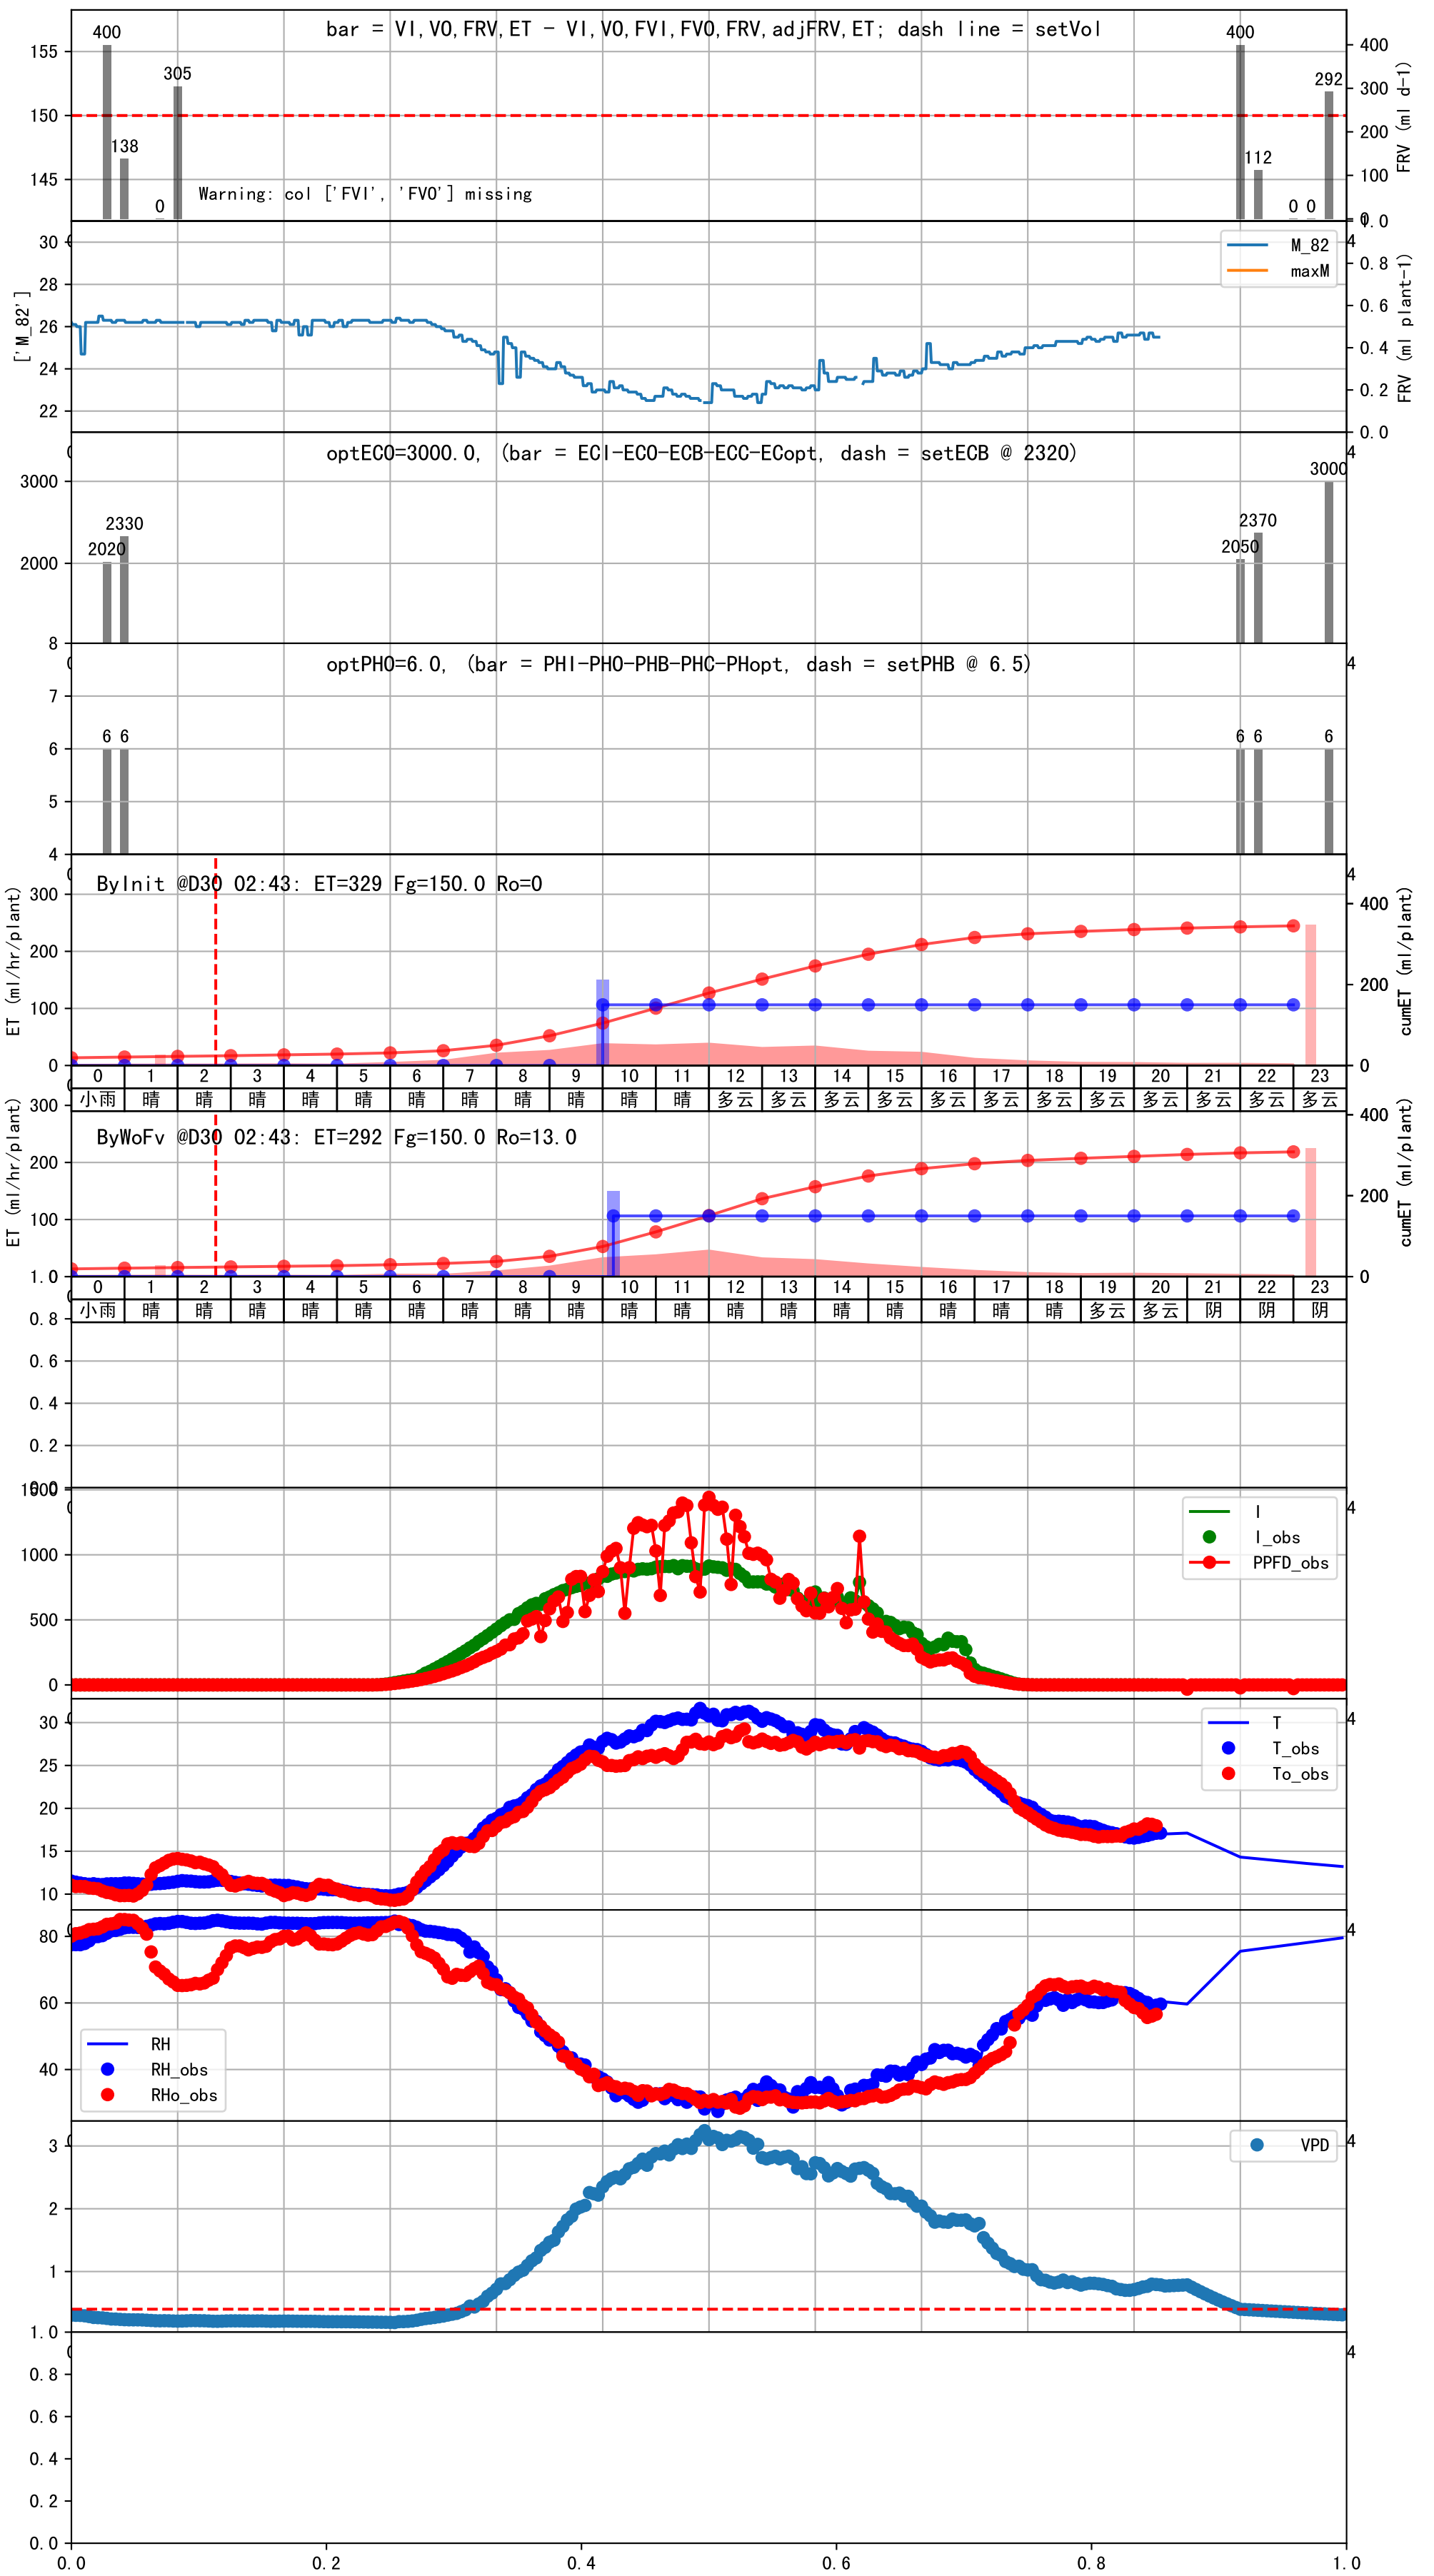 bar = VI,VO,FRV,ET - VI,VO,FVI,FVO,FRV,adjFRV,ET; dash line = setVol
400 138 0 305 400 112 0 0 292
155 150 145
400 300 200 100 0
FRV (ml d-1)
Warning: col ['FVI', 'FVO'] missing
['M_82']
30 28 26 24 22
1.0 0.8 0.6 0.4 0.2 0.0
FRV (ml plant-1)
M_82
maxM
optECO=3000.0, (bar = ECI-ECO-ECB-ECC-ECopt, dash = setECB @ 2320)
3000 2000
2020 2330 2050 2370 3000
optPHO=6.0, (bar = PHI-PHO-PHB-PHC-PHopt, dash = setPHB @ 6.5)
8 7 6 5 4
6 6 6 6 6
ByInit @D30 02:43: ET=329 Fg=150.0 Ro=0
ET (ml/hr/plant)
300 200 100 0
400 200 0
cumET (ml/plant)
0 1 2 3 4 5 6 7 8 9 10 11 12 13 14 15 16 17 18 19 20 21 22 23
小雨 晴 晴 晴 晴 晴 晴 晴 晴 晴 晴 晴 多云 多云 多云 多云 多云 多云 多云 多云 多云 多云 多云 多云
ByWoFv @D30 02:43: ET=292 Fg=150.0 Ro=13.0
ET (ml/hr/plant)
300 200 100
400 200 0
cumET (ml/plant)
0 1 2 3 4 5 6 7 8 9 10 11 12 13 14 15 16 17 18 19 20 21 22 23
小雨 晴 晴 晴 晴 晴 晴 晴 晴 晴 晴 晴 晴 晴 晴 晴 晴 晴 晴 多云 多云 阴 阴 阴
1.0 0.8 0.6 0.4 0.2
1500 1000 500 0
I
I_obs
PPFD_obs
30 25 20 15 10
T
T_obs
To_obs
80 60 40
RH
RH_obs
RHo_obs
3 2 1
VPD
1.0 0.8 0.6 0.4 0.2 0.0
0.0 0.2 0.4 0.6 0.8 1.0